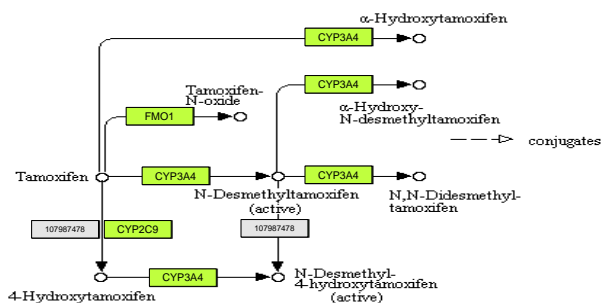 α-Hydroxytamoxifen
CYP3A4
Tamoxifen-
N-oxide
CYP3A4
FMO1
α-Hydroxy-
N-desmethyltamoxifen
conjugates
Tamoxifen
CYP3A4
CYP3A4
N-Desmethyltamoxifen
(active)
N,N-Didesmethyl-
tamoxifen
107987478
CYP2C9
107987478
CYP3A4
N-Desmethyl-
4-hydroxytamoxifen
(active)
4-Hydroxytamoxifen